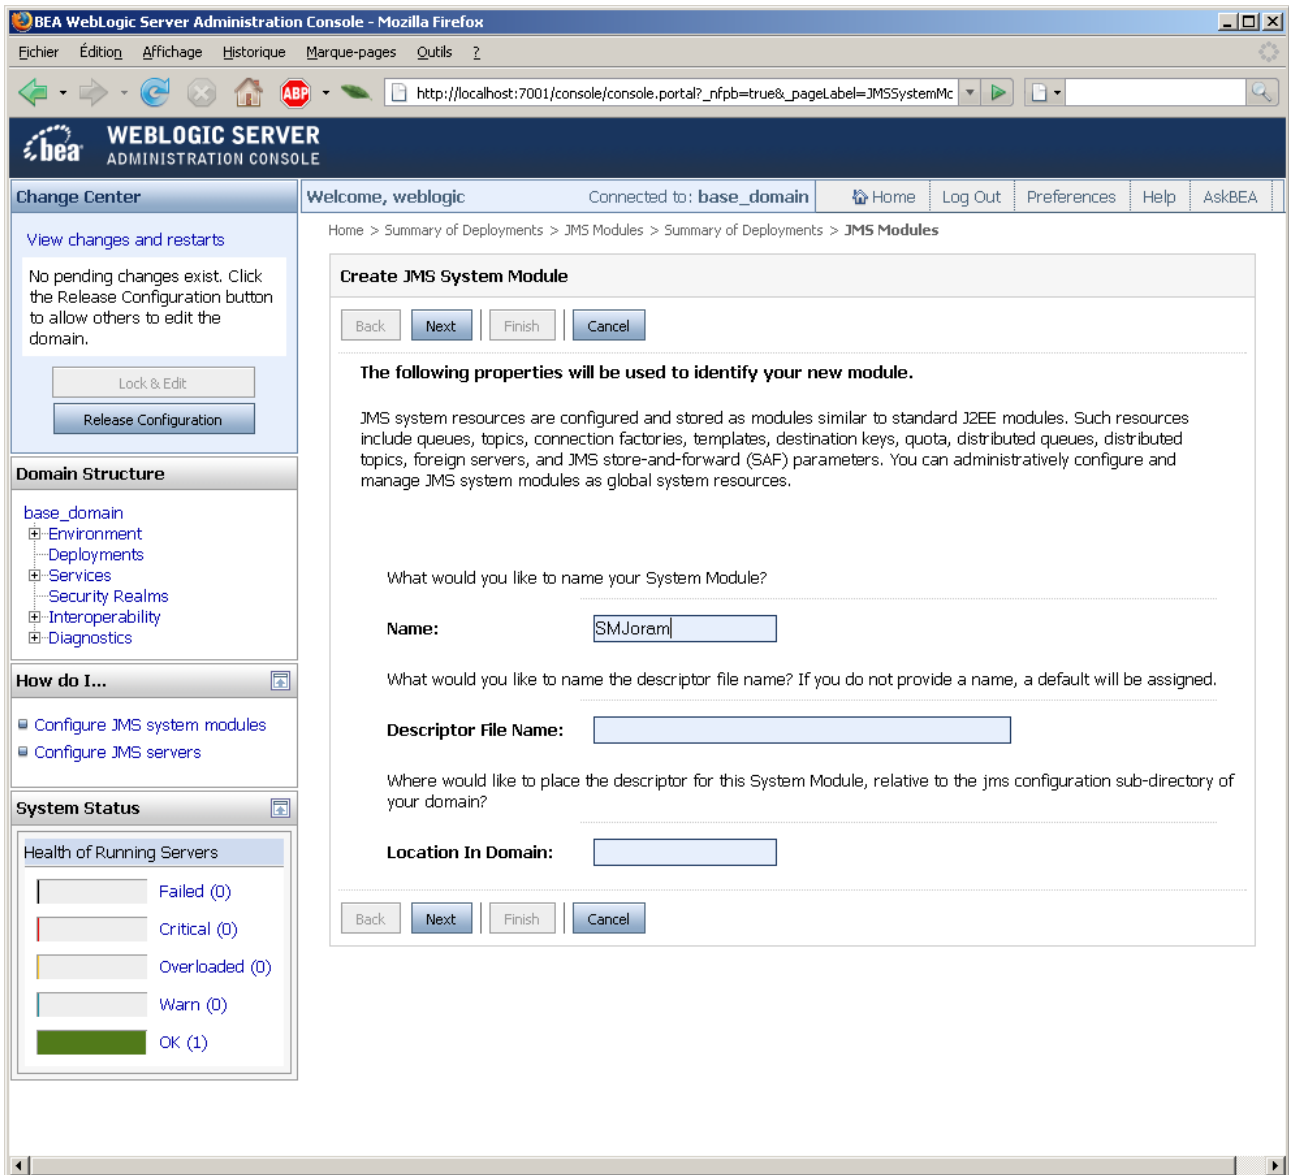 BEA WebLogic Server Administration Console - Mozilla Firefox
Fichier Édition Affichage Historique Marque-pages Outils ?
ABP http://localhost:7001/console/console.portal?_nfpb=true&_pageLabel=JMSSystemMc
bea WEBLOGIC SERVER
ADMINISTRATION CONSOLE
Change Center
Welcome, weblogic Connected to: base_domain Home Log Out Preferences Help AskBEA
View changes and restarts
No pending changes exist. Click
the Release Configuration button
to allow others to edit the
domain.
Lock & Edit
Release Configuration
Domain Structure
base_domain
Environment
Deployments
Services
Security Realms
Interoperability
Diagnostics
How do I...
Configure JMS system modules
Configure JMS servers
System Status
Health of Running Servers
Failed (0)
Critical (0)
Overloaded (0)
Warn (0)
OK (1)
Home > Summary of Deployments > JMS Modules > Summary of Deployments > JMS Modules
Create JMS System Module
Back Next Finish Cancel
The following properties will be used to identify your new module.
JMS system resources are configured and stored as modules similar to standard J2EE modules. Such resources
include queues, topics, connection factories, templates, destination keys, quota, distributed queues, distributed
topics, foreign servers, and JMS store-and-forward (SAF) parameters. You can administratively configure and
manage JMS system modules as global system resources.
What would you like to name your System Module?
Name: SMJoram
What would you like to name the descriptor file name? If you do not provide a name, a default will be assigned.
Descriptor File Name:
Where would like to place the descriptor for this System Module, relative to the jms configuration sub-directory of
your domain?
Location In Domain:
Back Next Finish Cancel